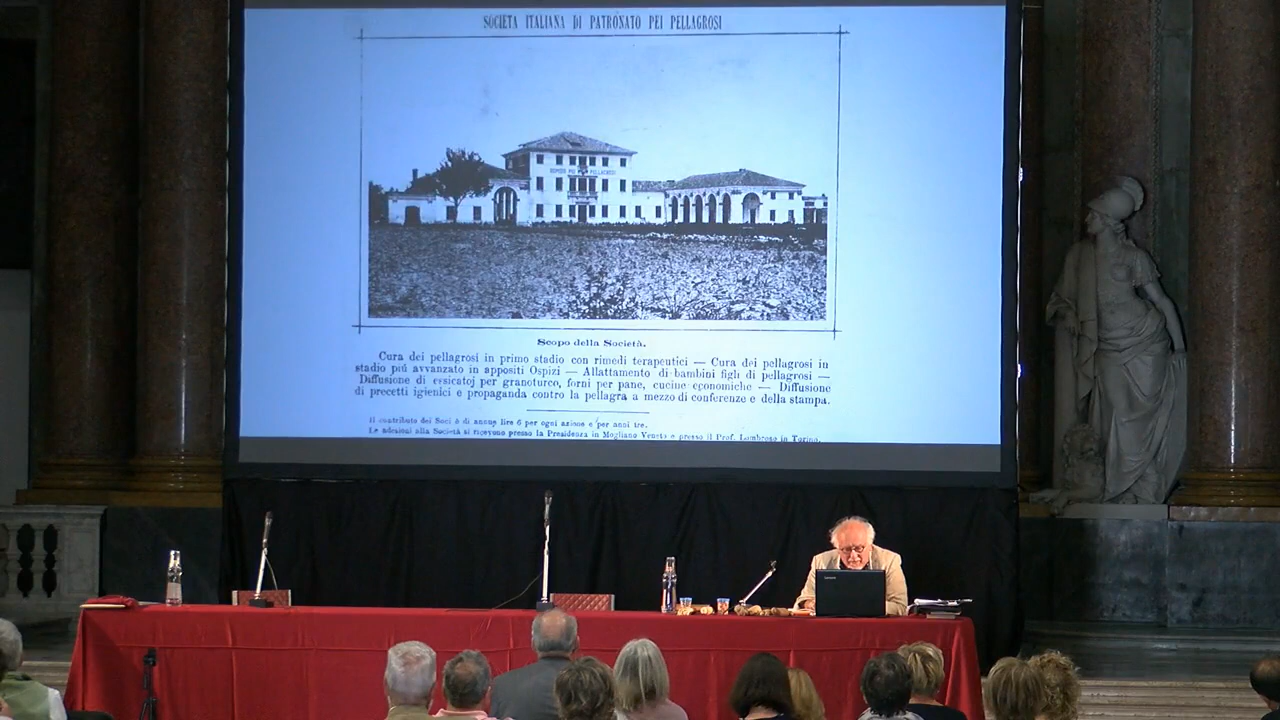 SOCIETÀ ITALIANA DI PATRONATO PEI PELLAGROSI
PELLAGROSI
Scopo della Società.
Cura dei pellagrosi in primo stadio con rimedi terapeutici — Cura dei pellagrosi in
stadio più avvanzato in appositi Ospizi — Allattamento di bambini figli di pellagrosi —
Diffusione di essicatoj per granoturco, forni per pane, cucine economiche — Diffusione
di precetti igienici e propaganda contro la pellagra a mezzo di conferenze e della stampa.
Il contributo dei Soci è di annue lire 6 per ogni azione e per anni tre.
Le adesioni alla Società si ricevono presso la Presidenza in Mogliano Veneto e presso il Prof. Lombroso in Torino.